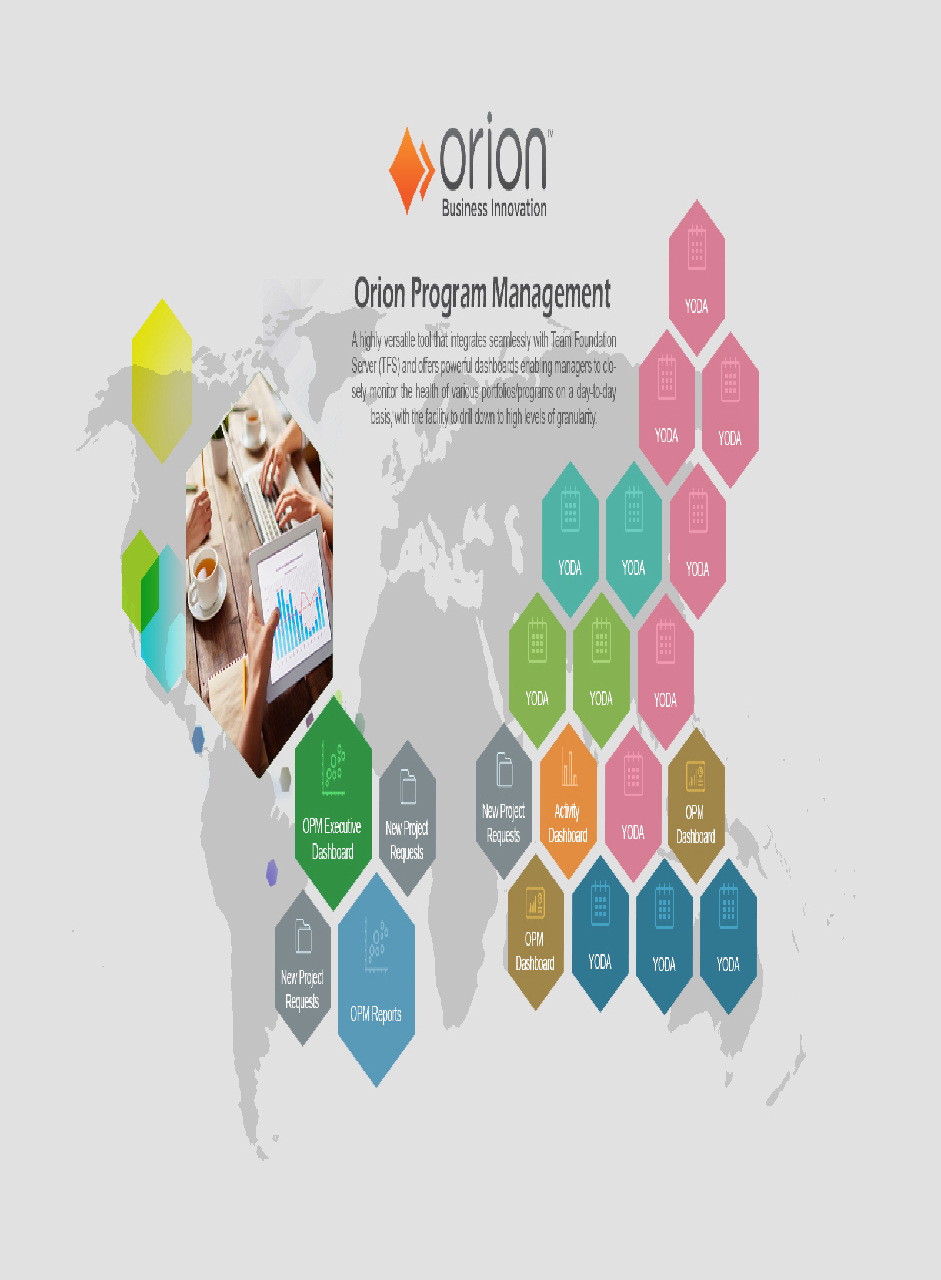 orion
TM
Business Innovation
Orion Program Management
A highly versatile tool that integrates seamlessly with Team Foundation
Server (TFS) and offers powerful dashboards enabling managers to clo-
sely monitor the health of various portfolios/programs on a day-to-day
basis, with the facility to drill down to high levels of granularity.
YODA
YODA
YODA
YODA
YODA
YODA
YODA
YODA
YODA
OPM Executive
Dashboard
New Project
Requests
New Project
Requests
Activity
Dashboard
YODA
OPM
Dashboard
New Project
Requests
OPM Reports
OPM
Dashboard
YODA
YODA
YODA